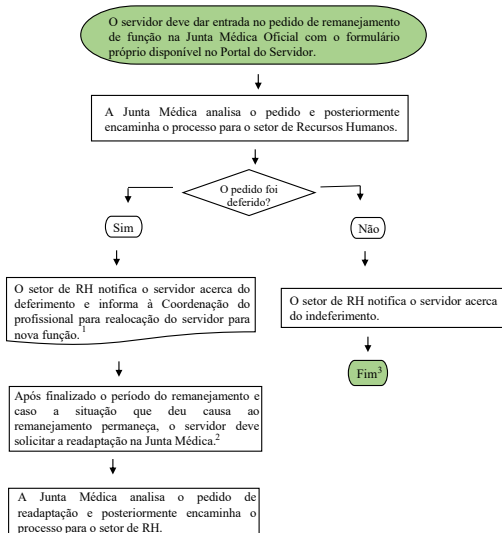 O servidor deve dar entrada no pedido de remanejamento
de função na Junta Médica Oficial com o formulário
próprio disponível no Portal do Servidor.
A Junta Médica analisa o pedido e posteriormente
encaminha o processo para o setor de Recursos Humanos.
O pedido foi
deferido?
Sim
Não
O setor de RH notifica o servidor acerca do
deferimento e informa à Coordenação do
profissional para realocação do servidor para
nova função.¹
O setor de RH notifica o servidor acerca
do indeferimento.
Fim³
Após finalizado o período do remanejamento e
caso a situação que deu causa ao
remanejamento permaneça, o servidor deve
solicitar a readaptação na Junta Médica.²
A Junta Médica analisa o pedido de
readaptação e posteriormente encaminha o
processo para o setor de RH.